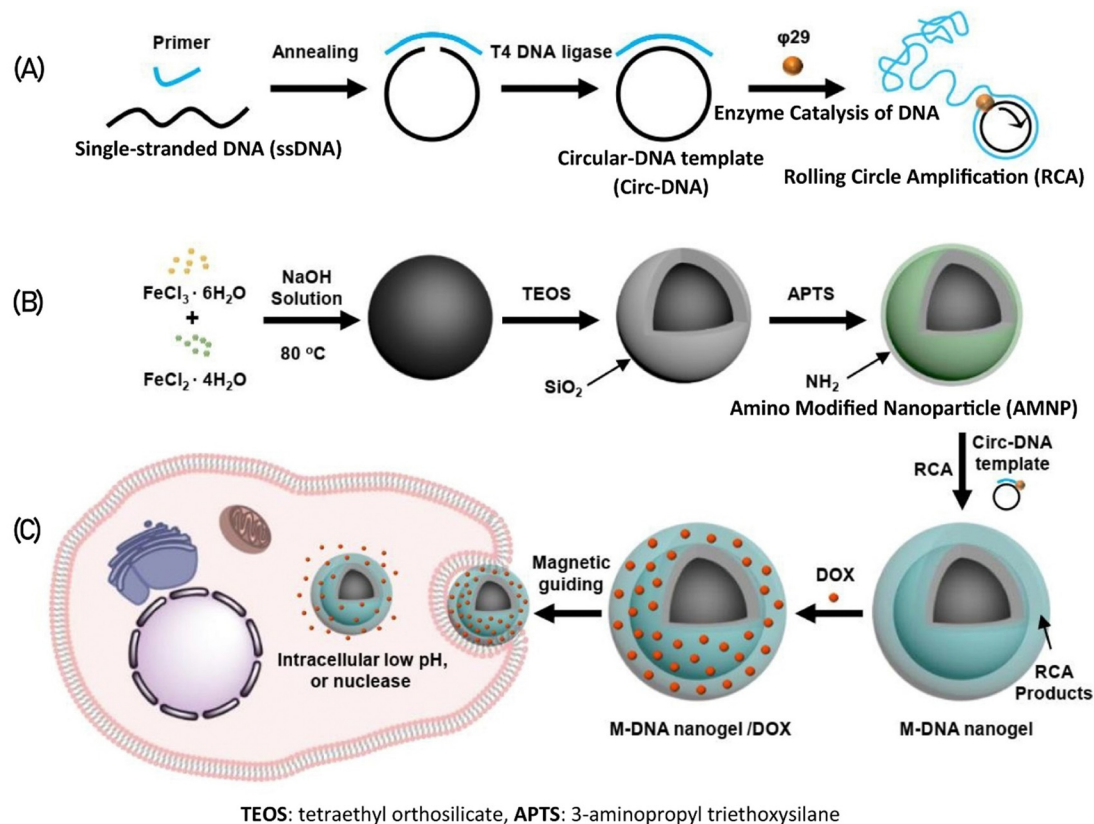 (A)
Primer
Single-stranded DNA (ssDNA)
Annealing
T4 DNA ligase
Circular-DNA template
(Circ-DNA)
φ29
Enzyme Catalysis of DNA
Rolling Circle Amplification (RCA)
(B)
FeCl₃ · 6H₂O
+
FeCl₂ · 4H₂O
NaOH
Solution
80 °C
TEOS
SiO₂
APTS
NH₂
Amino Modified Nanoparticle (AMNP)
RCA
Circ-DNA
template
(C)
Intracellular low pH,
or nuclease
Magnetic
guiding
M-DNA nanogel /DOX
DOX
RCA
Products
M-DNA nanogel
TEOS: tetraethyl orthosilicate, APTS: 3-aminopropyl triethoxysilane